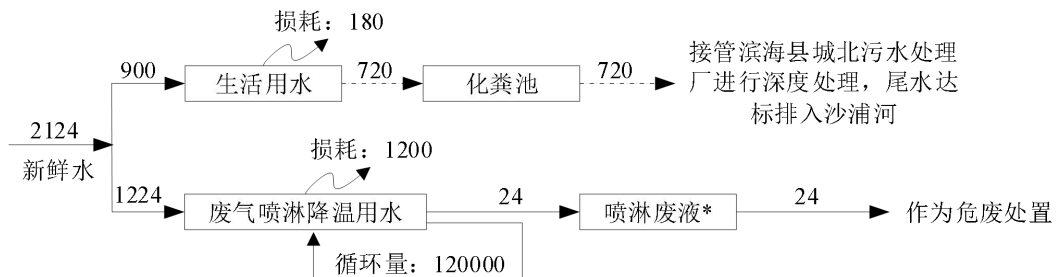 损耗：180
900
生活用水
720
化粪池
720
接管滨海县城北污水处理
厂进行深度处理，尾水达
标排入沙浦河
2124
新鲜水
损耗：1200
1224
废气喷淋降温用水
24
喷淋废液*
24
作为危废处置
循环量：120000